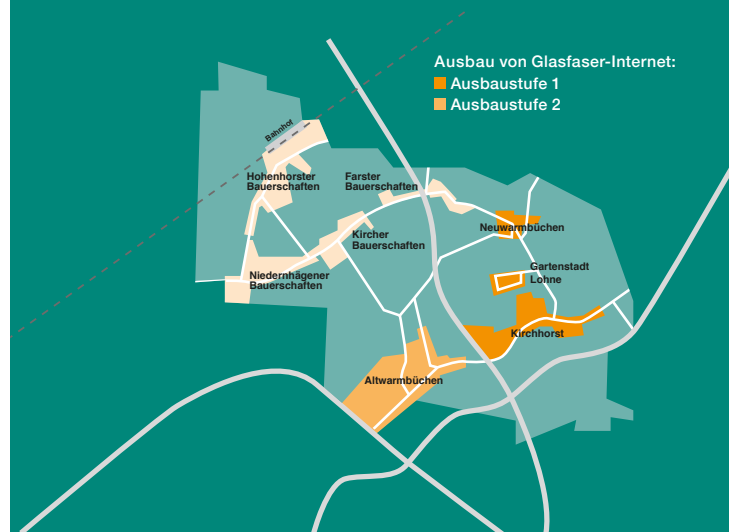 Ausbau von Glasfaser-Internet:
Ausbaustufe 1
Ausbaustufe 2
Bahnhof
Hohenhorster
Bauerschaften
Farster
Bauerschaften
Neuwarmbüchen
Kircher
Bauerschaften
Gartenstadt
Lohne
Niedernhägener
Bauerschaften
Kirchhorst
Altwarmbüchen